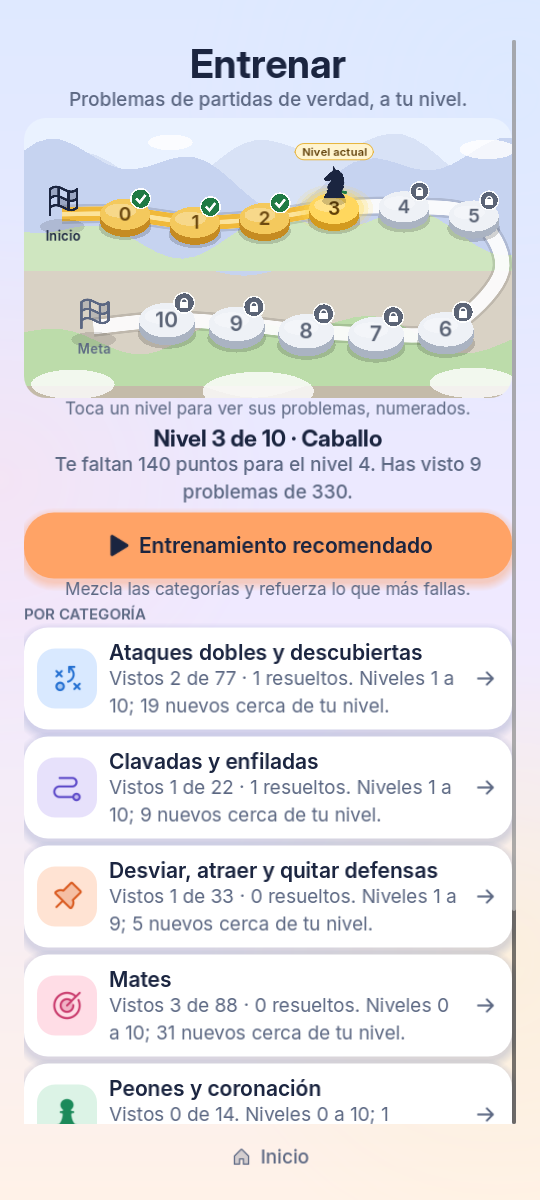 Entrenar
Problemas de partidas de verdad, a tu nivel.
Nivel actual
Inicio
0
1
2
3
4
5
Meta
10
9
8
7
6
Toca un nivel para ver sus problemas, numerados.
Nivel 3 de 10 · Caballo
Te faltan 140 puntos para el nivel 4. Has visto 9
problemas de 330.
Entrenamiento recomendado
Mezcla las categorías y refuerza lo que más fallas.
POR CATEGORÍA
Ataques dobles y descubiertas
Vistos 2 de 77 · 1 resueltos. Niveles 1 a
10; 19 nuevos cerca de tu nivel.
Clavadas y enfiladas
Vistos 1 de 22 · 1 resueltos. Niveles 1 a
10; 9 nuevos cerca de tu nivel.
Desviar, atraer y quitar defensas
Vistos 1 de 33 · 0 resueltos. Niveles 1 a
9; 5 nuevos cerca de tu nivel.
Mates
Vistos 3 de 88 · 0 resueltos. Niveles 0
a 10; 31 nuevos cerca de tu nivel.
Peones y coronación
Vistos 0 de 14. Niveles 0 a 10; 1
Inicio